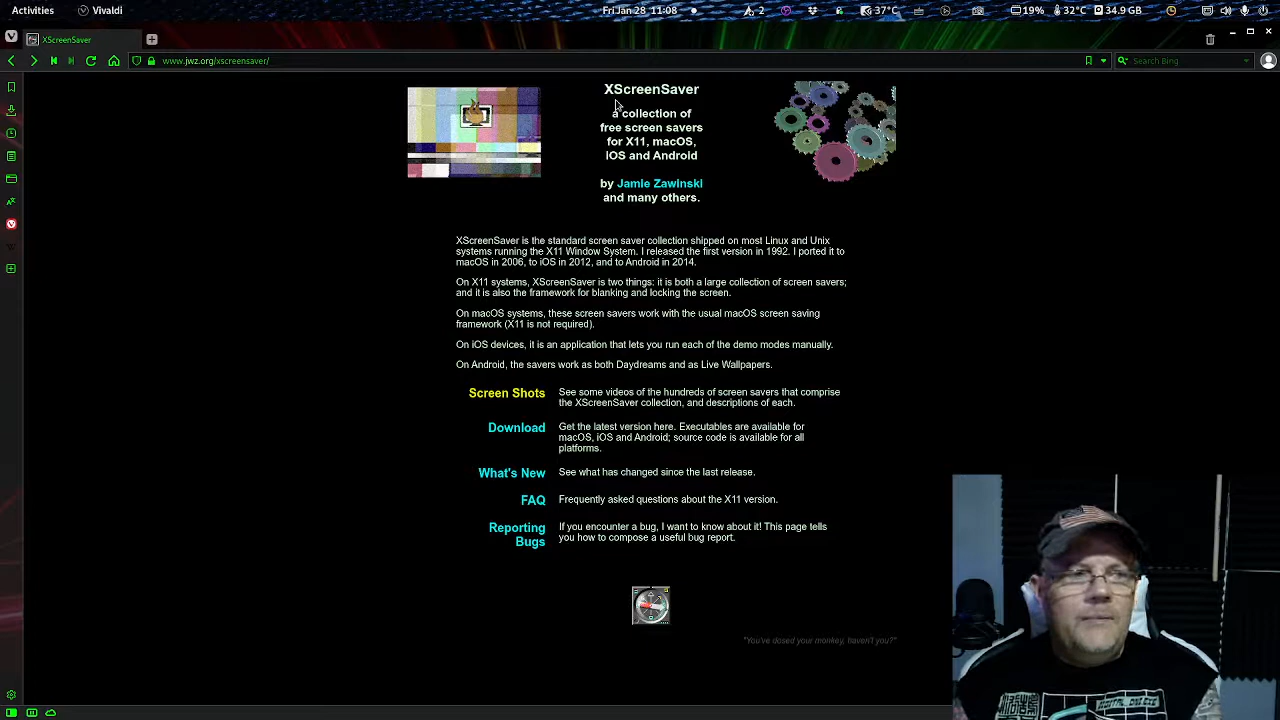 Activities
Vivaldi
Fri Jan 28 11:08
2
37°C
19%
32°C
34.9 GB
XScreenSaver
www.jwz.org/xscreensaver/
Search Bing
XScreenSaver
a collection of
free screen savers
for X11, macOS,
iOS and Android
by Jamie Zawinski
and many others.
XScreenSaver is the standard screen saver collection shipped on most Linux and Unix
systems running the X11 Window System. I released the first version in 1992. I ported it to
macOS in 2006, to iOS in 2012, and to Android in 2014.
On X11 systems, XScreenSaver is two things: it is both a large collection of screen savers;
and it is also the framework for blanking and locking the screen.
On macOS systems, these screen savers work with the usual macOS screen saving
framework (X11 is not required).
On iOS devices, it is an application that lets you run each of the demo modes manually.
On Android, the savers work as both Daydreams and as Live Wallpapers.
Screen Shots
See some videos of the hundreds of screen savers that comprise
the XScreenSaver collection, and descriptions of each.
Download
Get the latest version here. Executables are available for
macOS, iOS and Android; source code is available for all
platforms.
What's New
See what has changed since the last release.
FAQ
Frequently asked questions about the X11 version.
Reporting
Bugs
If you encounter a bug, I want to know about it! This page tells
you how to compose a useful bug report.
"You've dosed your monkey, haven't you?"